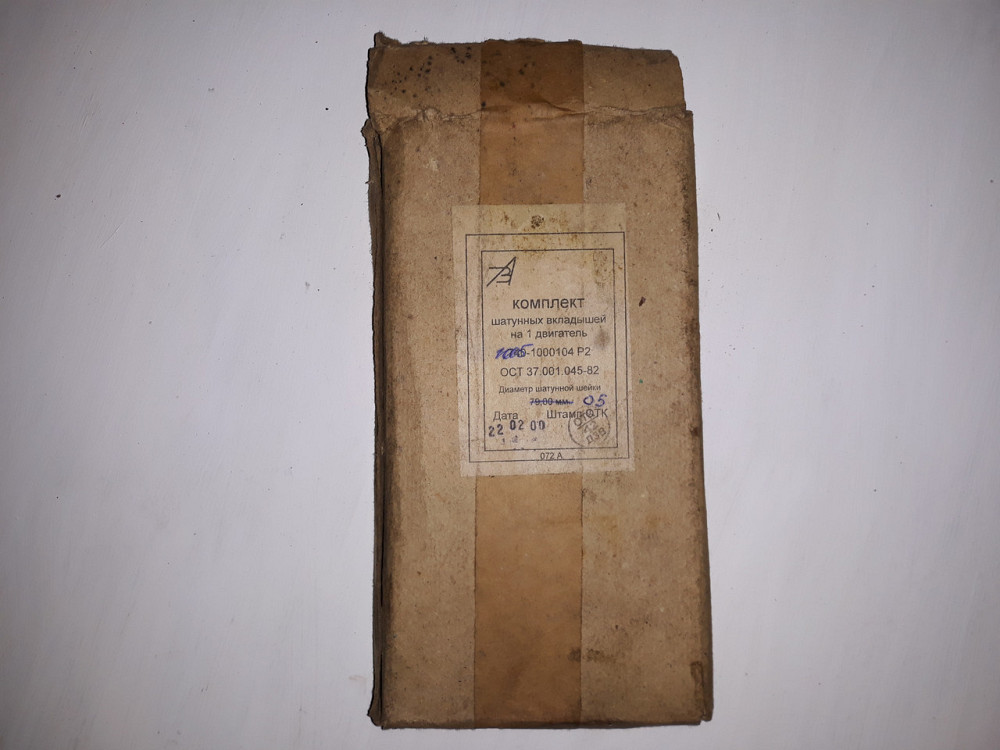 комплект
шатунных вкладышей
на 1 двигатель
-1000104 Р2
ОСТ 37.001.045-82
Диаметр шатунной шейки
79,00 мм. 05
Дата Штамп ОТК
22 02 00
072 А